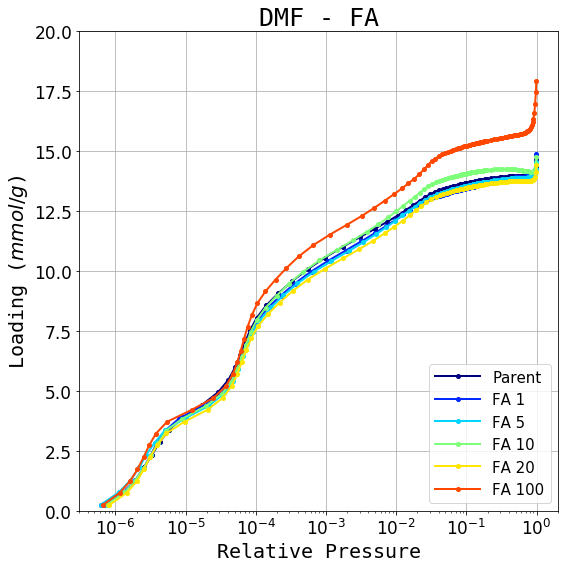 DMF - FA
20.0
17.5
15.0
12.5
10.0
7.5
5.0
2.5
0.0
Loading (mmol/g)
Parent
FA 1
FA 5
FA 10
FA 20
FA 100
10⁻⁶ 10⁻⁵ 10⁻⁴ 10⁻³ 10⁻² 10⁻¹ 10⁰
Relative Pressure